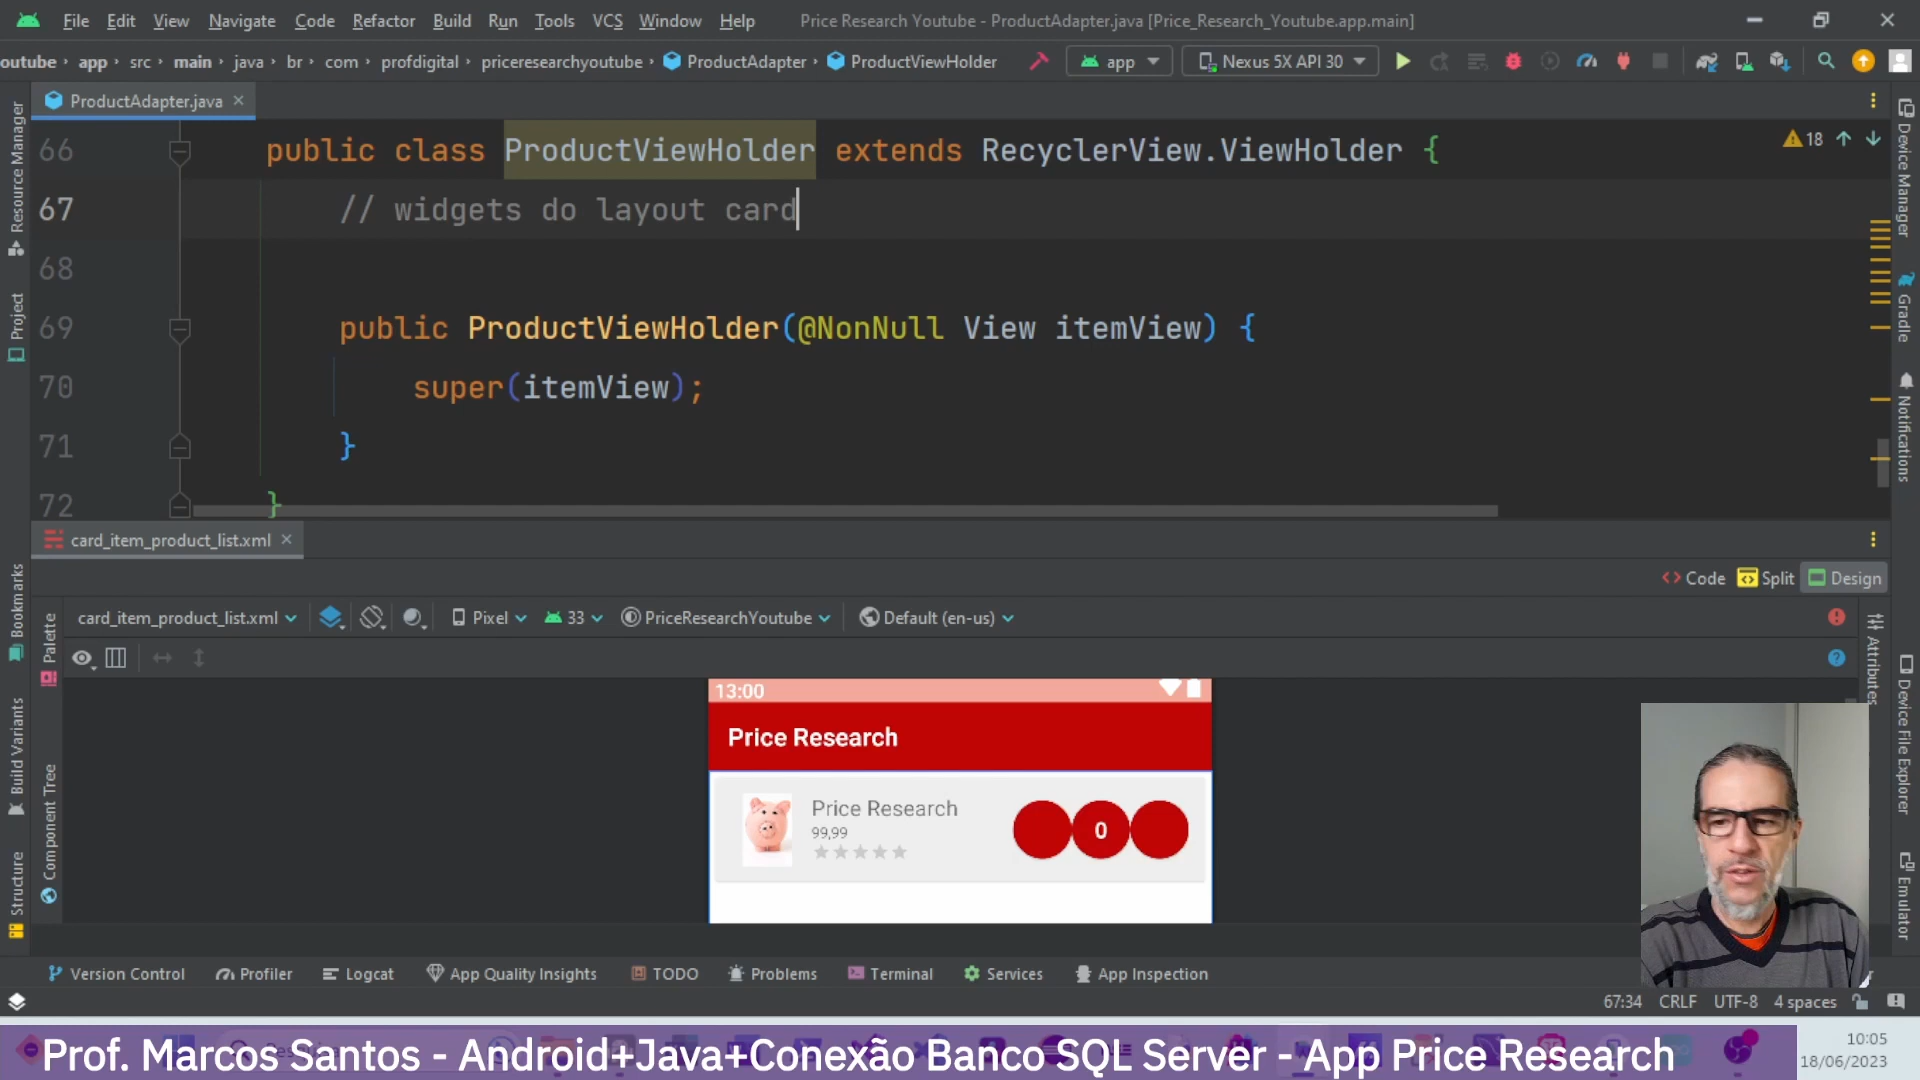 File Edit View Navigate Code Refactor Build Run Tools VCS Window Help Price Research Youtube - ProductAdapter.java [Price_Research_Youtube.app.main]
outube app src main java br com profdigital priceresearchyoutube ProductAdapter ProductViewHolder app Nexus 5X API 30
ProductAdapter.java
66 public class ProductViewHolder extends RecyclerView.ViewHolder {
18
67 // widgets do layout card
68
69 public ProductViewHolder(@NonNull View itemView) {
70 super(itemView);
71 }
72 }
card_item_product_list.xml
Code Split Design
card_item_product_list.xml Pixel 33 PriceResearchYoutube Default (en-us)
13:00
Price Research
Price Research
99,99
0
Resource Manager
Project
Bookmarks
Build Variants
Structure
Palette
Component Tree
Device Manager
Gradle
Notifications
Attributes
Device File Explorer
Emulator
Version Control Profiler Logcat App Quality Insights TODO Problems Terminal Services App Inspection
67:34 CRLF UTF-8 4 spaces
Prof. Marcos Santos - Android+Java+Conexão Banco SQL Server - App Price Research
10:05
18/06/2023